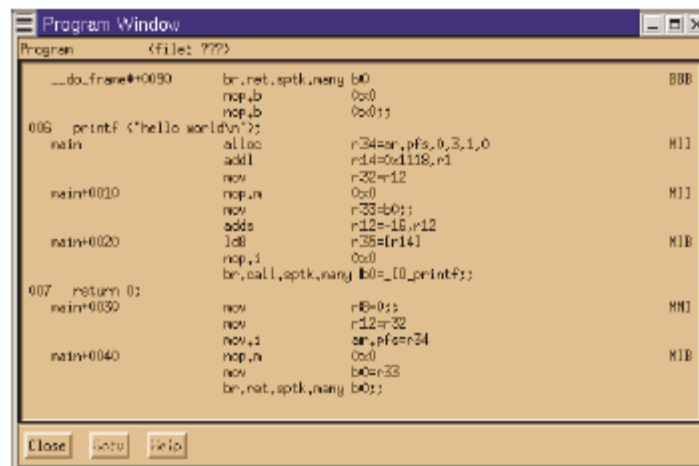 Program Window
Program (file: ???)
__do_frame#+0090 br.ret.sptk.many b0 BBB
nop.b 0x0
nop.b 0x0;;
006 printf ("hello world\n");
main alloc r34=ar.pfs,0,3,1,0 MII
addl r14=0x1118,r1
mov r32=r12
main+0010 nop.m 0x0 MII
mov r33=b0;;
adds r12=-16,r12
main+0020 ld8 r35=[r14] MIB
nop.i 0x0
br.call.sptk.many b0=_IO_printf;;
007 return 0;
main+0030 mov r8=0;; MMI
mov r12=r32
mov.i ar.pfs=r34
main+0040 nop.m 0x0 MIB
mov b0=r33
br.ret.sptk.many b0;;
Close Goto Help